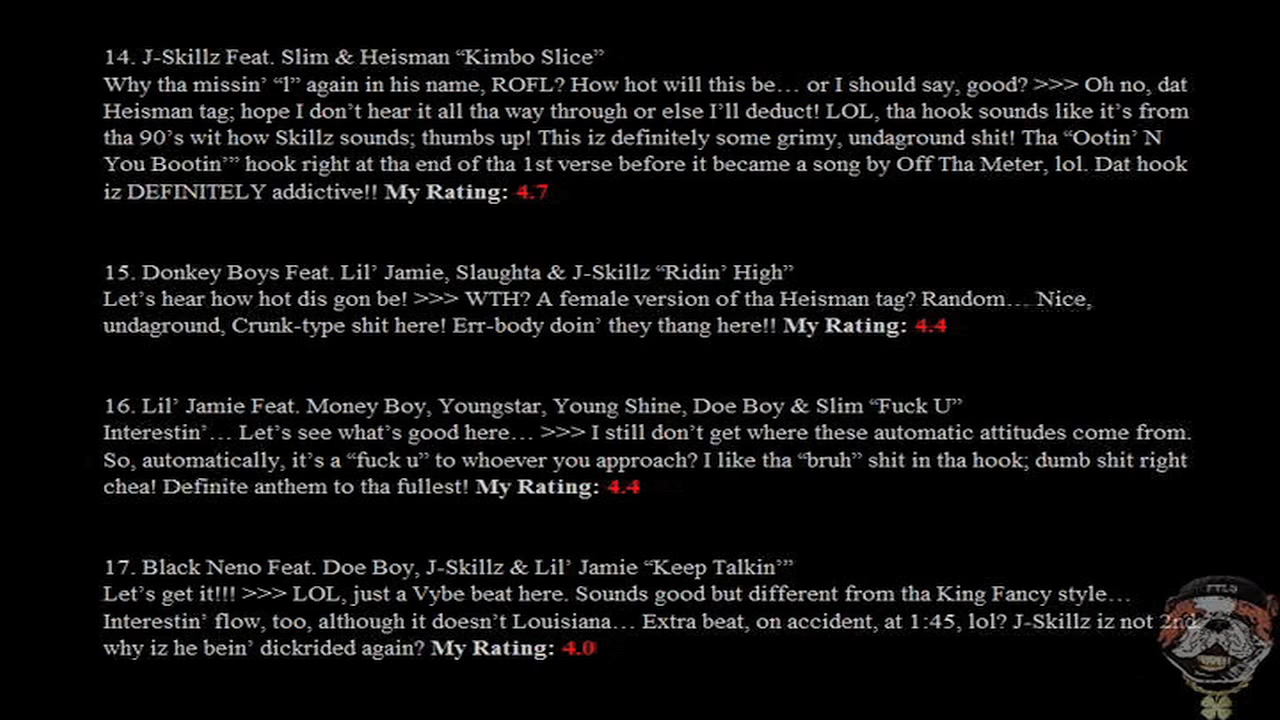 14. J-Skillz Feat. Slim & Heisman “Kimbo Slice”
Why tha missin’ “l” again in his name, ROFL? How hot will this be… or I should say, good? >>> Oh no, dat
Heisman tag; hope I don’t hear it all tha way through or else I’ll deduct! LOL, tha hook sounds like it’s from
tha 90’s wit how Skillz sounds; thumbs up! This iz definitely some grimy, undaground shit! Tha “Ootin’ N
You Bootin’” hook right at tha end of tha 1st verse before it became a song by Off Tha Meter, lol. Dat hook
iz DEFINITELY addictive!! My Rating: 4.7
15. Donkey Boys Feat. Lil’ Jamie, Slaughta & J-Skillz “Ridin’ High”
Let’s hear how hot dis gon be! >>> WTH? A female version of tha Heisman tag? Random… Nice,
undaground, Crunk-type shit here! Err-body doin’ they thang here!! My Rating: 4.4
16. Lil’ Jamie Feat. Money Boy, Youngstar, Young Shine, Doe Boy & Slim “Fuck U”
Interestin’… Let’s see what’s good here… >>> I still don’t get where these automatic attitudes come from.
So, automatically, it’s a “fuck u” to whoever you approach? I like tha “bruh” shit in tha hook; dumb shit right
chea! Definite anthem to tha fullest! My Rating: 4.4
17. Black Neno Feat. Doe Boy, J-Skillz & Lil’ Jamie “Keep Talkin’”
Let’s get it!!! >>> LOL, just a Vybe beat here. Sounds good but different from tha King Fancy style…
Interestin’ flow, too, although it doesn’t Louisiana… Extra beat, on accident, at 1:45, lol? J-Skillz iz not 2nd
why iz he bein’ dickrided again? My Rating: 4.0